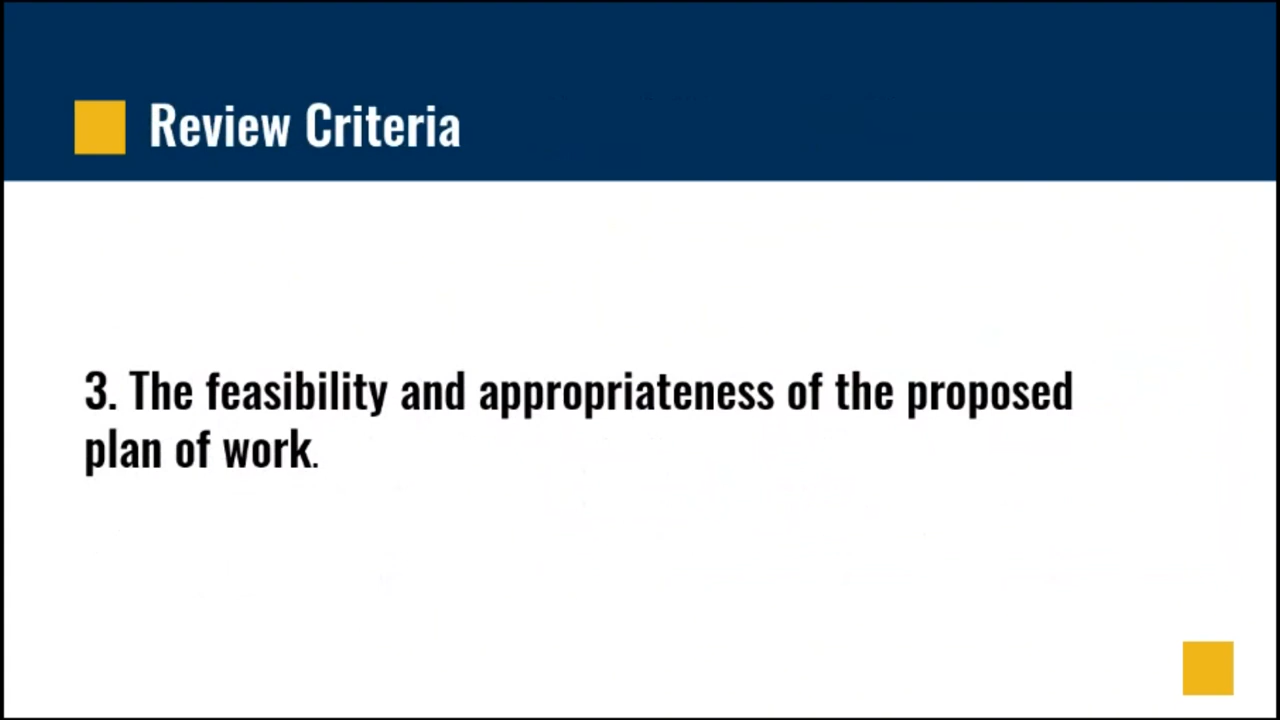 Review Criteria
3. The feasibility and appropriateness of the proposed
plan of work.